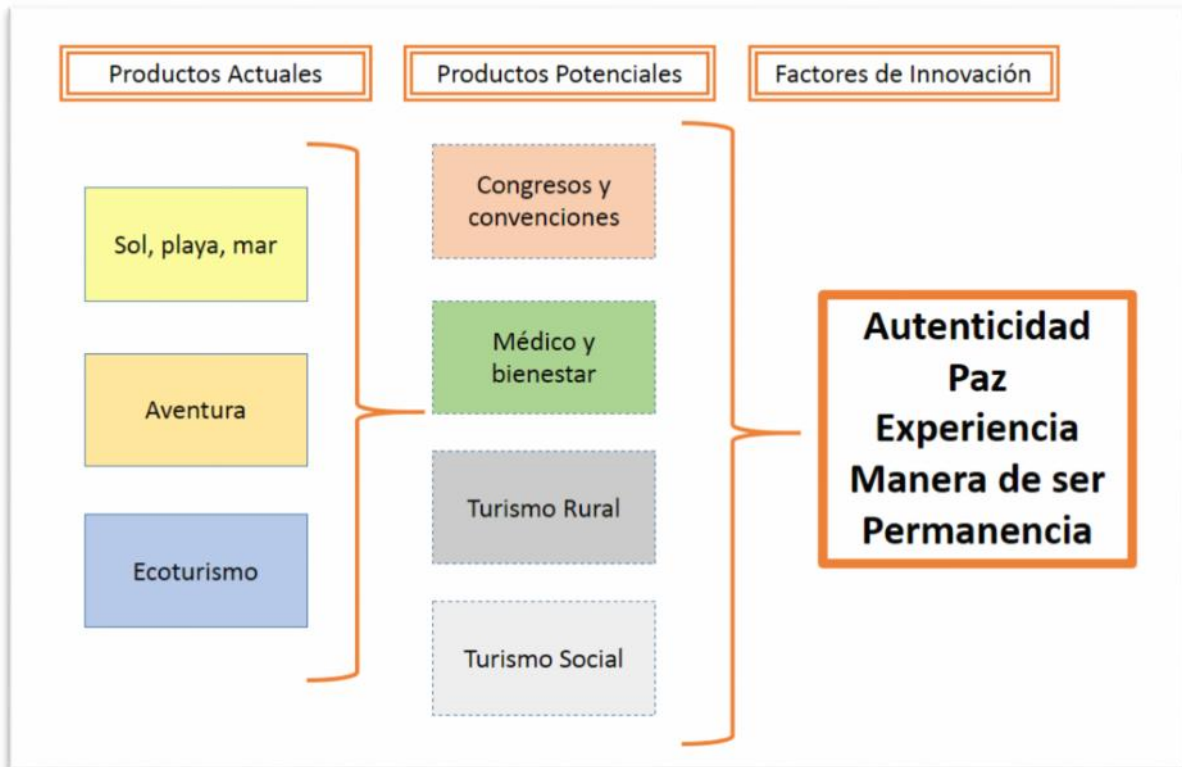 Productos Actuales
Productos Potenciales
Factores de Innovación
Sol, playa, mar
Aventura
Ecoturismo
Congresos y
convenciones
Médico y
bienestar
Turismo Rural
Turismo Social
Autenticidad
Paz
Experiencia
Manera de ser
Permanencia